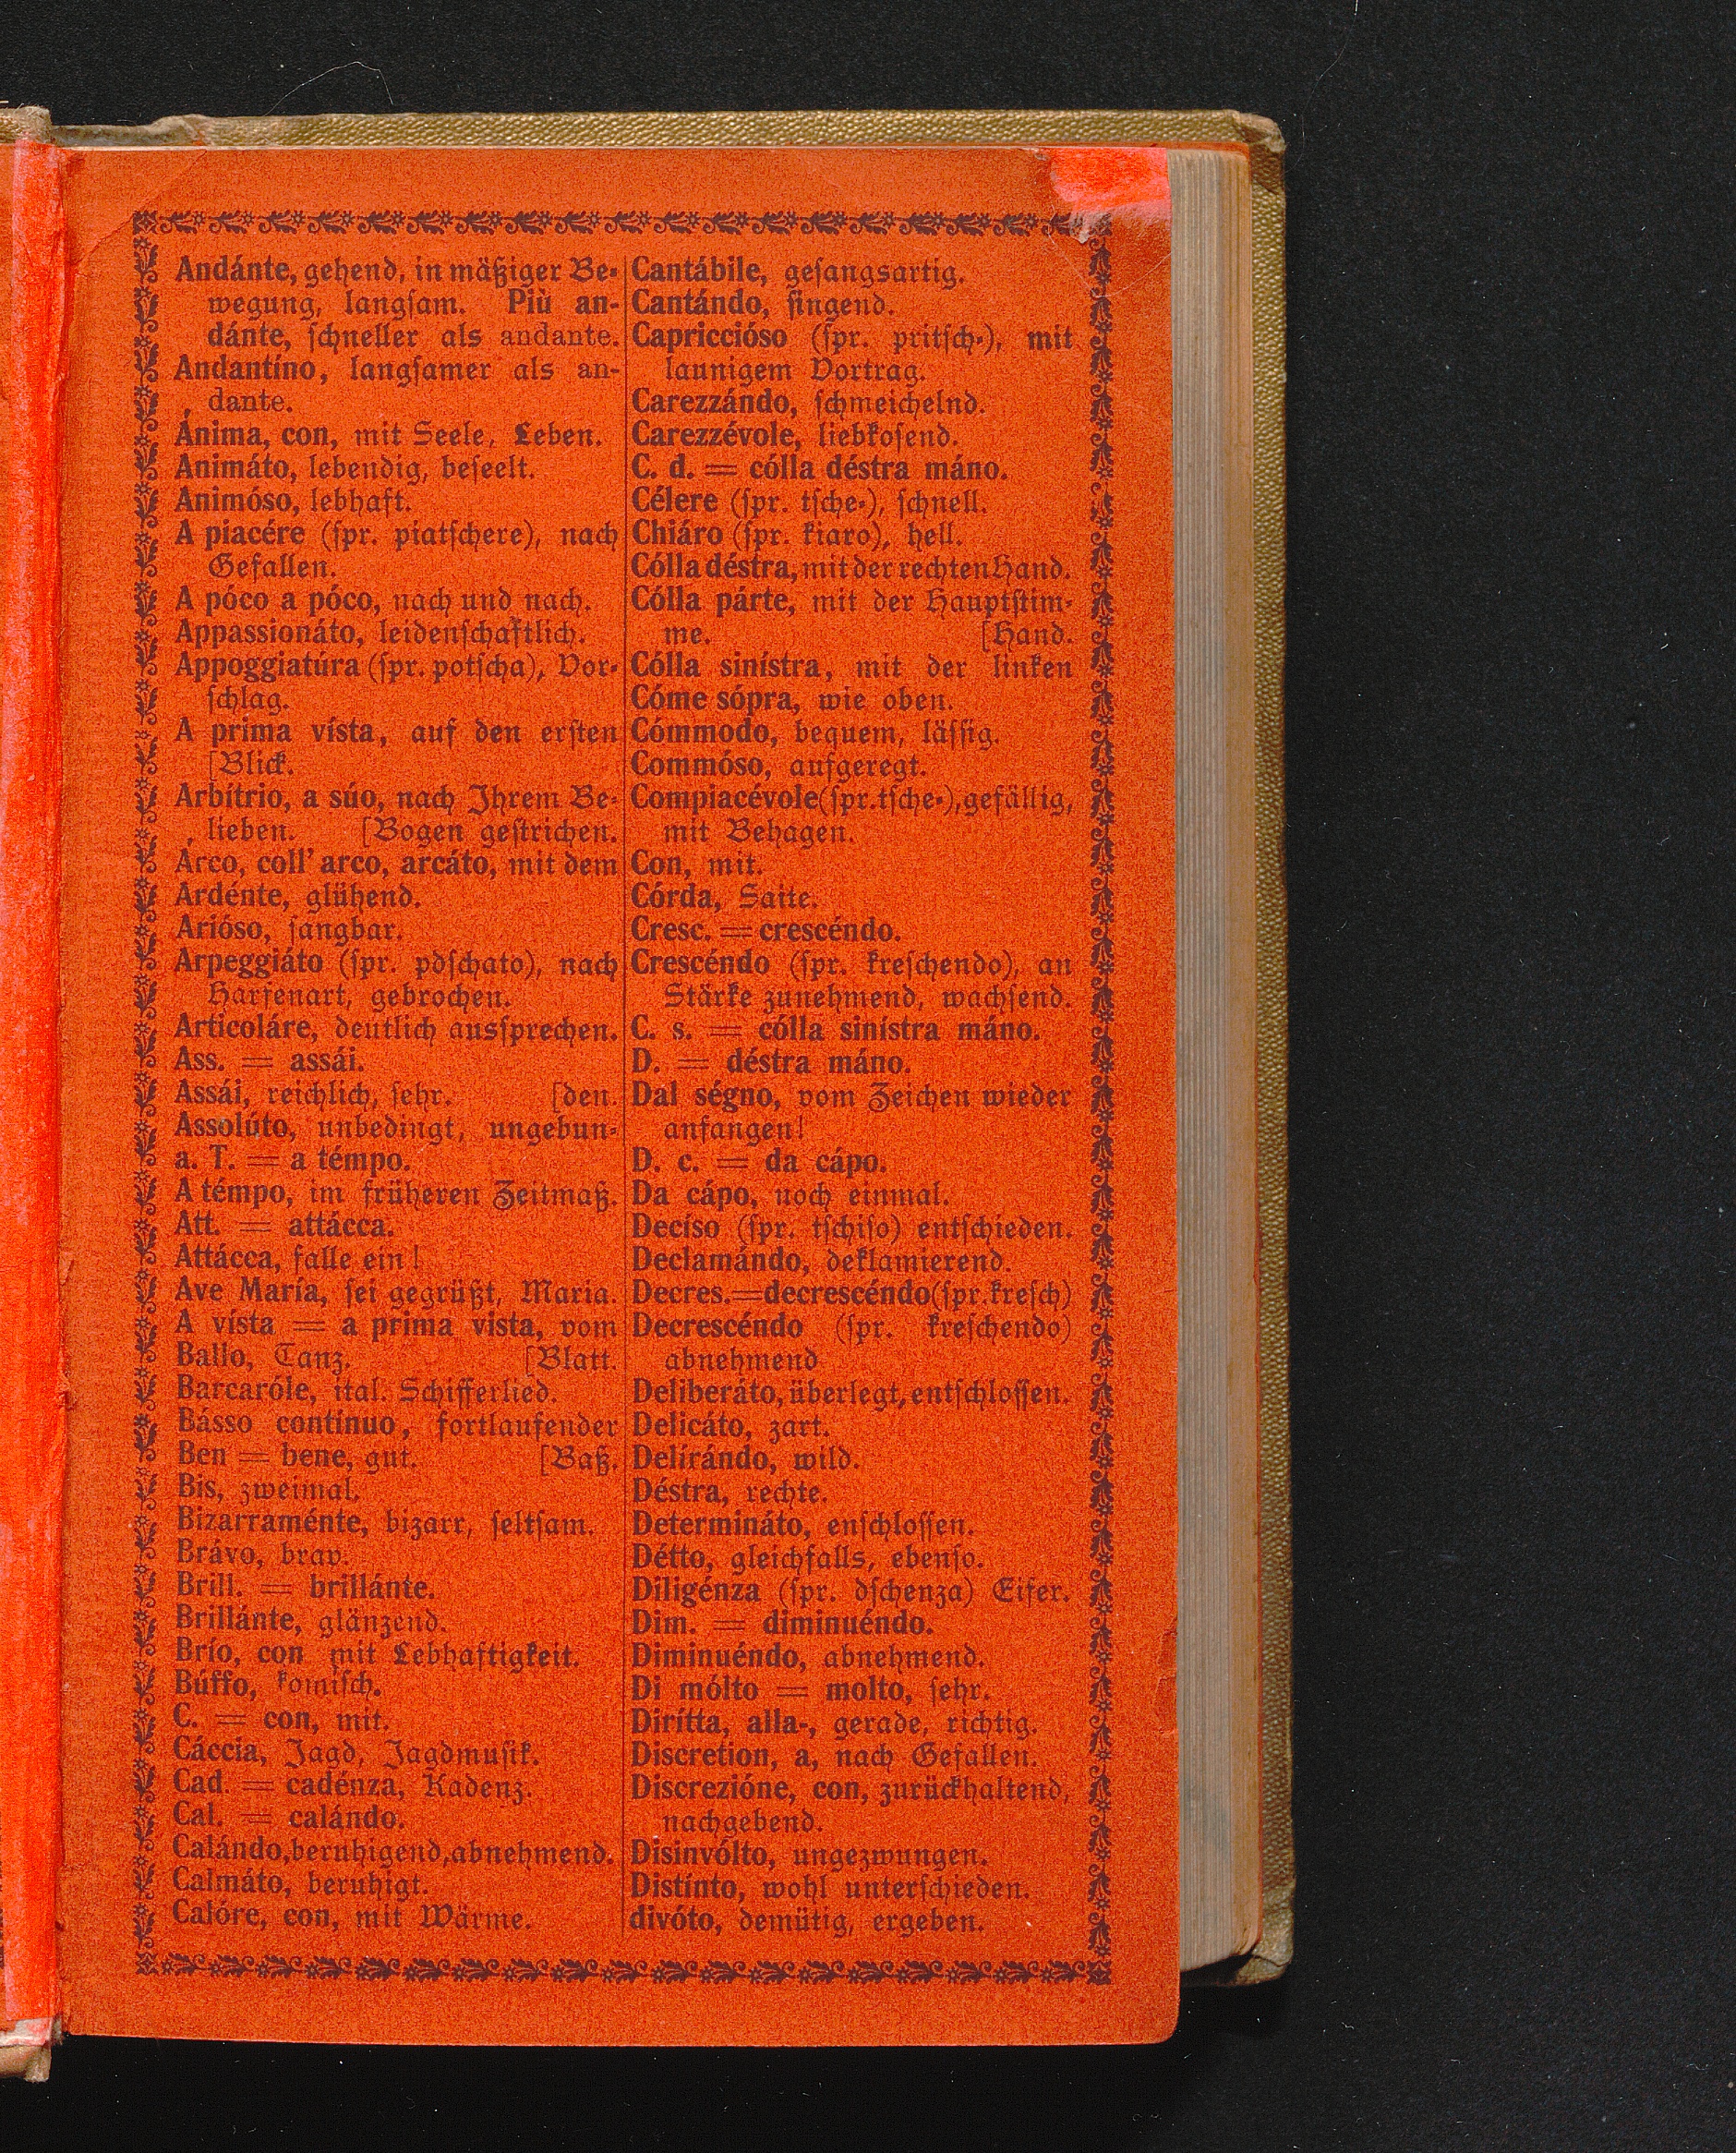 Andánte, gehend, in mäßiger Be-
wegung, langsam. Più an-
dánte, schneller als andante.
Andantíno, langsamer als an-
dante.
Ánima, con, mit Seele, Leben.
Animáto, lebendig, beseelt.
Animóso, lebhaft.
A piacére (spr. piatschere), nach
Gefallen.
A póco a póco, nach und nach.
Appassionáto, leidenschaftlich.
Appoggiatúra (spr. potscha), Vor-
schlag.
A prima vísta, auf den ersten
[Blick.
Arbítrio, a súo, nach Ihrem Be-
lieben. [Bogen gestrichen.
Árco, coll' arco, arcáto, mit dem
Ardénte, glühend.
Arióso, sangbar.
Arpeggiáto (spr. pdschato), nach
Harfenart, gebrochen.
Articoláre, deutlich aussprechen.
Ass. = assái.
Assái, reichlich, sehr. [den.
Assolúto, unbedingt, ungebun-
a. T. = a témpo.
A témpo, im früheren Zeitmaß.
Att. = attácca.
Attácca, falle ein!
Ave María, sei gegrüßt, Maria.
A vísta = a prima vista, vom
Ballo, Tanz. [Blatt.
Barcaróle, ital. Schifferlied.
Básso contínuo, fortlaufender
Ben = bene, gut. [Baß.
Bis, zweimal.
Bizarraménte, bizarr, seltsam.
Brávo, brav.
Brill. = brillánte.
Brillánte, glänzend.
Brío, con mit Lebhaftigkeit.
Búffo, komisch.
C. = con, mit.
Cáccia, Jagd, Jagdmusik.
Cad. = cadénza, Kadenz.
Cal. = calándo.
Calándo, beruhigend, abnehmend.
Calmáto, beruhigt.
Calóre, con, mit Wärme.
Cantábile, gesangsartig.
Cantándo, singend.
Capriccióso (spr. pritsch-), mit
launigem Vortrag.
Carezzándo, schmeichelnd.
Carezzévole, liebkosend.
C. d. = cólla déstra máno.
Célere (spr. tsche-), schnell.
Chiáro (spr. kiaro), hell.
Cólla déstra, mit der rechten Hand.
Cólla párte, mit der Hauptstim-
me. [Hand.
Cólla sinístra, mit der linken
Cóme sópra, wie oben.
Cómmodo, bequem, lässig.
Commóso, aufgeregt.
Compiacévole (spr. tsche-), gefällig,
mit Behagen.
Con, mit.
Córda, Saite.
Cresc. = crescéndo.
Crescéndo (spr. kreschendo), an
Stärke zunehmend, wachsend.
C. s. = cólla sinístra máno.
D. = déstra máno.
Dal ségno, vom Zeichen wieder
anfangen!
D. c. = da cápo.
Da cápo, noch einmal.
Decíso (spr. tschiso) entschieden.
Declamándo, deklamierend.
Decres. = decrescéndo (spr. kresch)
Decrescéndo (spr. kreschendo)
abnehmend
Deliberáto, überlegt, entschlossen.
Delicáto, zart.
Delírándo, wild.
Déstra, rechte.
Determináto, enschlossen.
Détto, gleichfalls, ebenso.
Diligénza (spr. dschenza) Eifer.
Dim. = diminuéndo.
Diminuéndo, abnehmend.
Di mólto = molto, sehr.
Dirítta, alla-, gerade, richtig.
Discretion, a, nach Gefallen.
Discrezióne, con, zurückhaltend,
nachgebend.
Disinvólto, ungezwungen.
Distínto, wohl unterschieden.
divóto, demütig, ergeben.